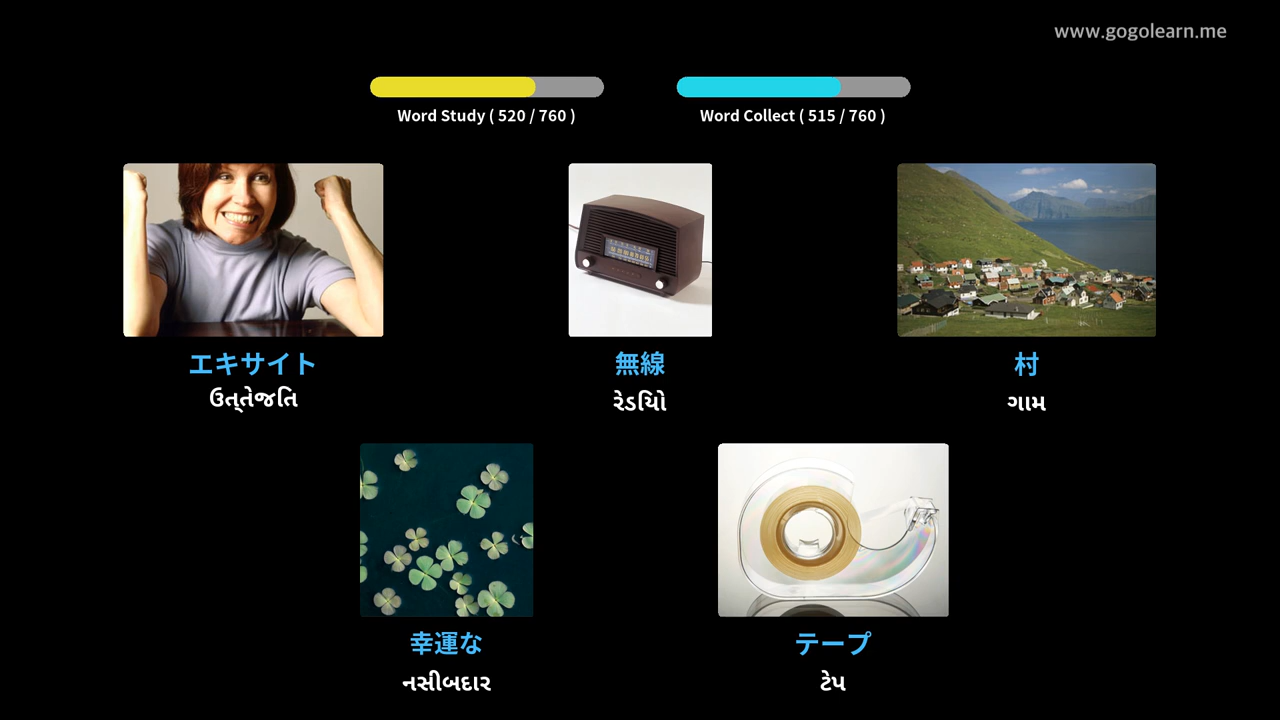 www.gogolearn.me
Word Study ( 520 / 760 )
Word Collect ( 515 / 760 )
エキサイト
ઉત્તેજિત
無線
રેડિયો
村
ગામ
幸運な
નસીબદાર
テープ
ટેપ